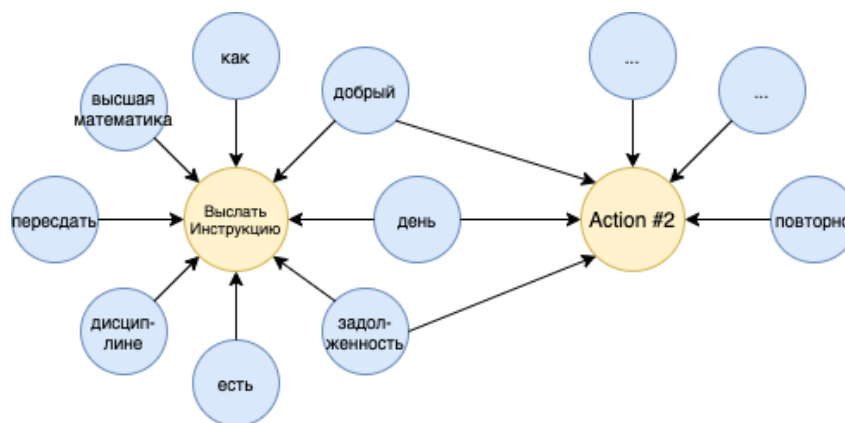 как
...
высшая
математика
добрый
...
пересдать
Выслать
Инструкцию
день
Action #2
повторно
дисцип-
лине
задол-
женность
есть